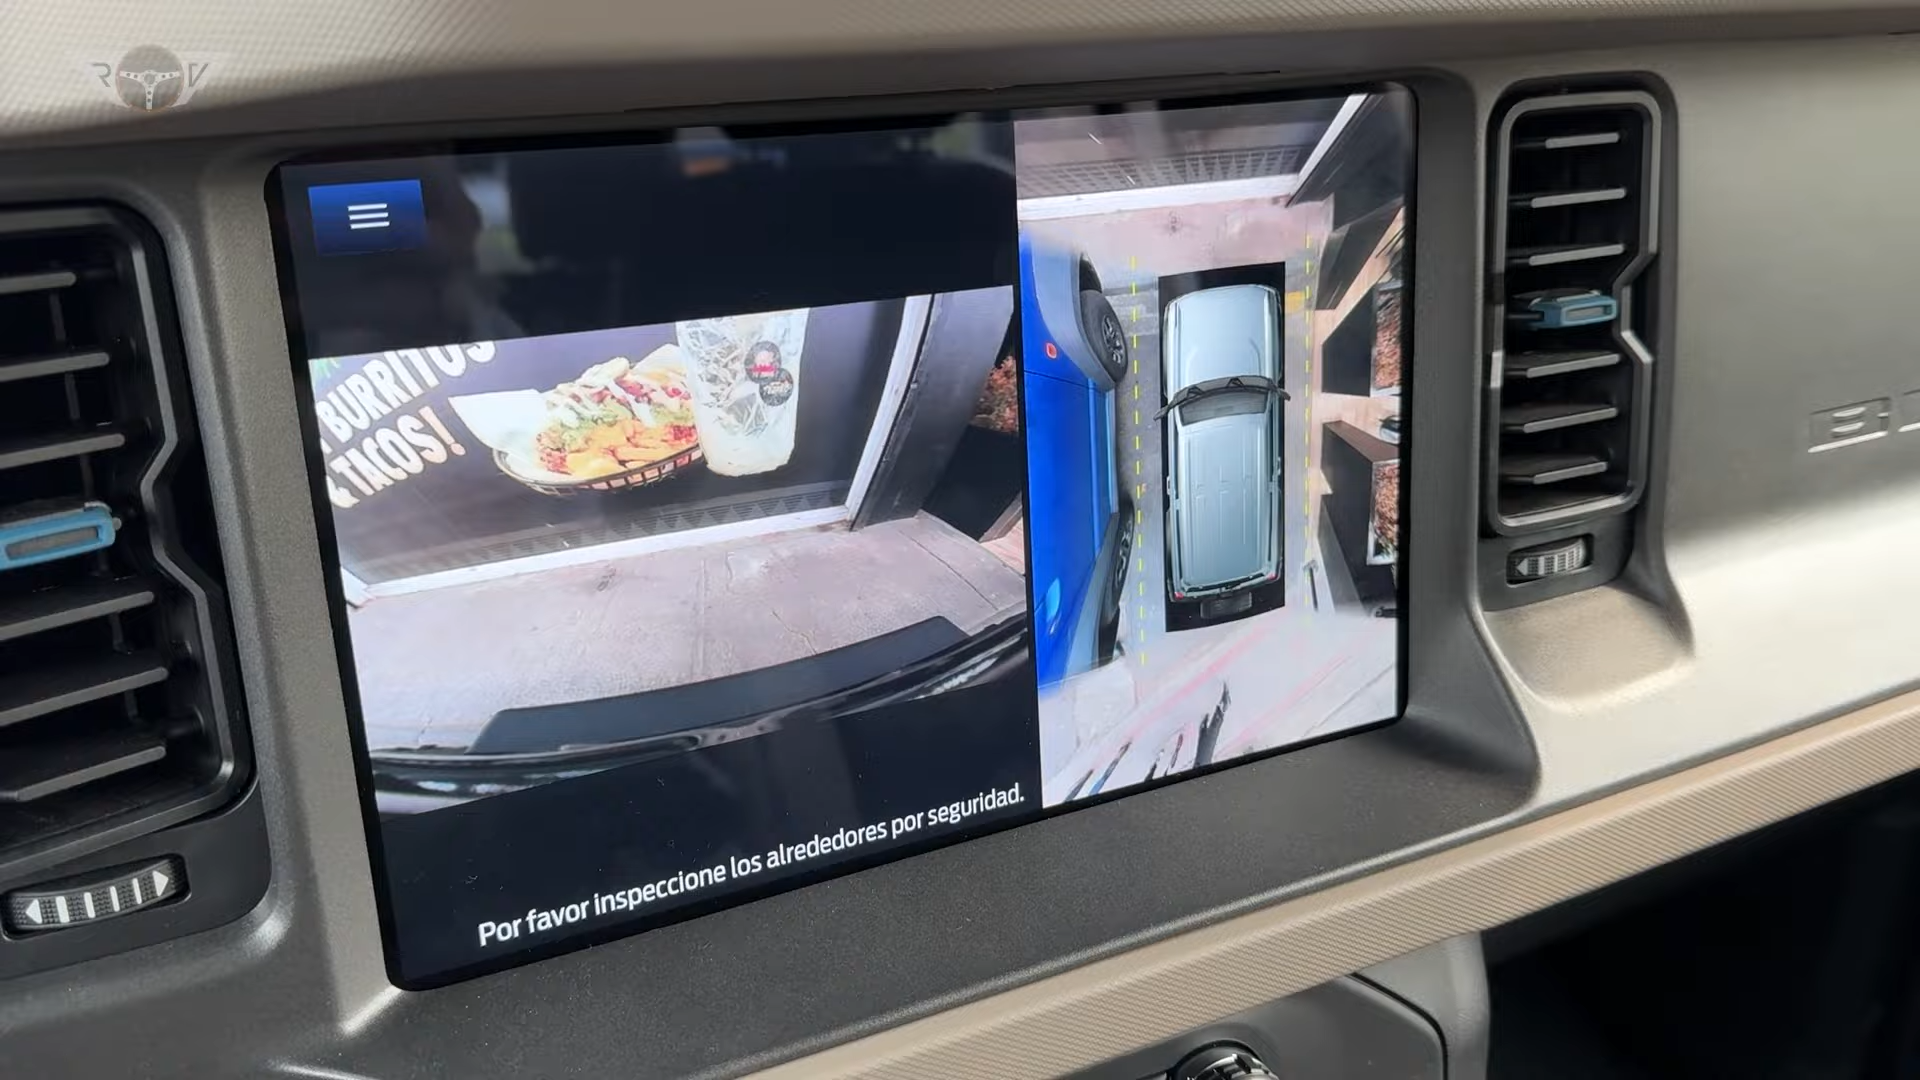 BURRITOS
& TACOS!
Por favor inspeccione los alrededores por seguridad.